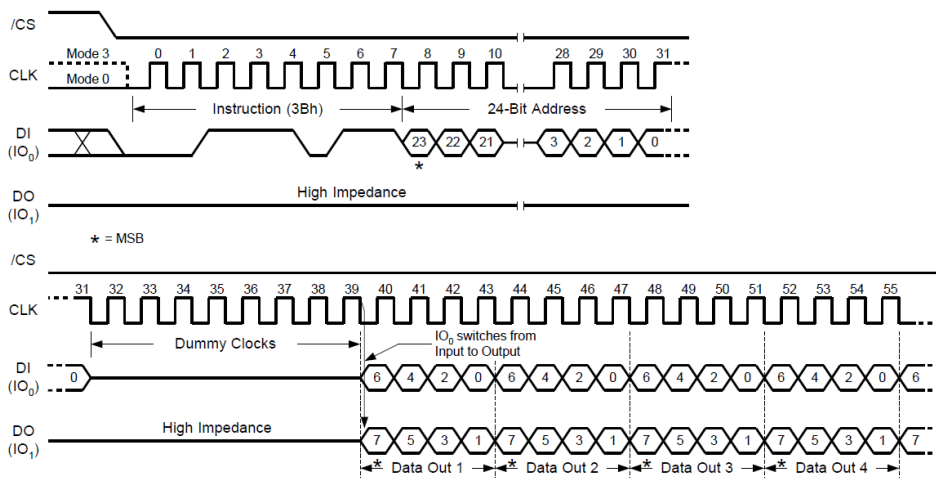 /CS
Mode 3
0 1 2 3 4 5 6 7 8 9 10 28 29 30 31
CLK
Mode 0
Instruction (3Bh) 24-Bit Address
DI
(IO0)
23 22 21 3 2 1 0
*
High Impedance
DO
(IO1)
* = MSB
/CS
31 32 33 34 35 36 37 38 39 40 41 42 43 44 45 46 47 48 49 50 51 52 53 54 55
CLK
Dummy Clocks
IO0 switches from
Input to Output
DI
(IO0)
0 6 4 2 0 6 4 2 0 6 4 2 0 6 4 2 0 6
High Impedance
DO
(IO1)
7 5 3 1 7 5 3 1 7 5 3 1 7 5 3 1 7
* Data Out 1 * Data Out 2 * Data Out 3 * Data Out 4